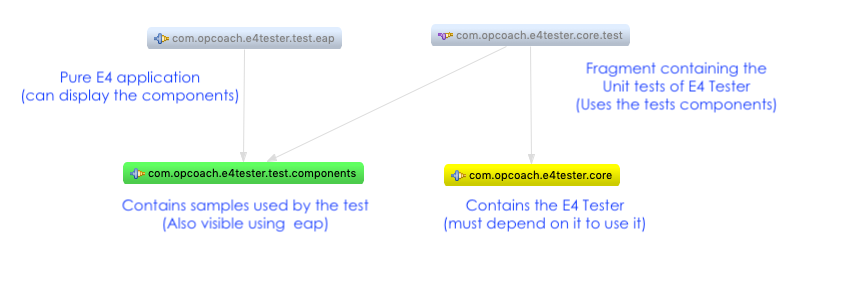 com.opcoach.e4tester.test.eap
com.opcoach.e4tester.core.test
Pure E4 application
(can display the components)
Fragment containing the
Unit tests of E4 Tester
(Uses the tests components)
com.opcoach.e4tester.test.components
com.opcoach.e4tester.core
Contains samples used by the test
(Also visible using eap)
Contains the E4 Tester
(must depend on it to use it)